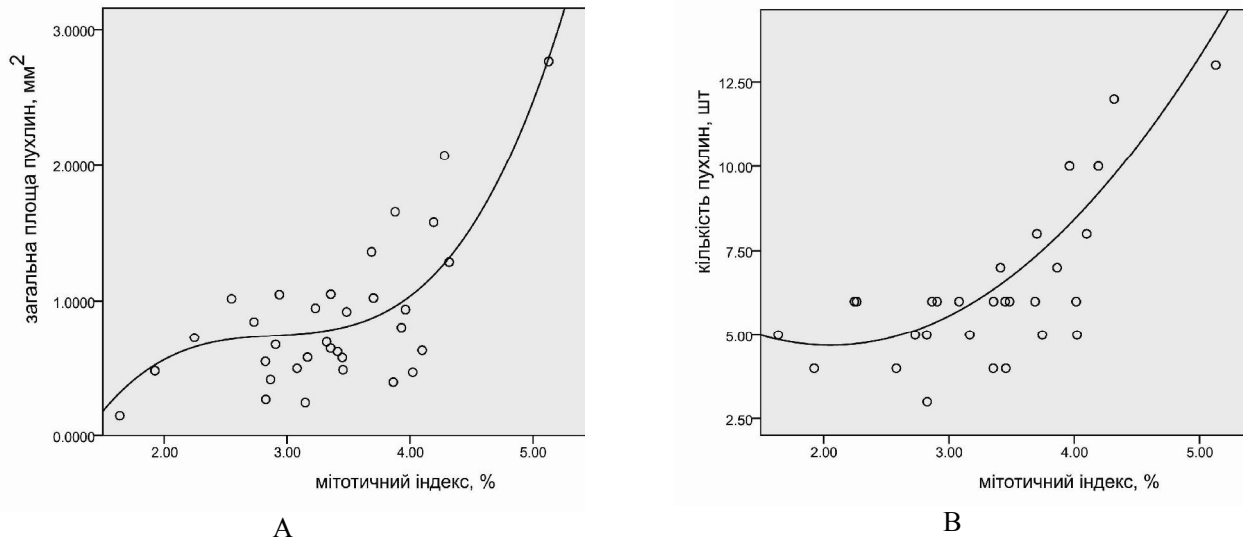 загальна площа пухлин, мм²
3.0000
2.0000
1.0000
0.0000
2.00 3.00 4.00 5.00
мітотичний індекс, %
А
кількість пухлин, шт
12.50
10.00
7.50
5.00
2.50
2.00 3.00 4.00 5.00
мітотичний індекс, %
В